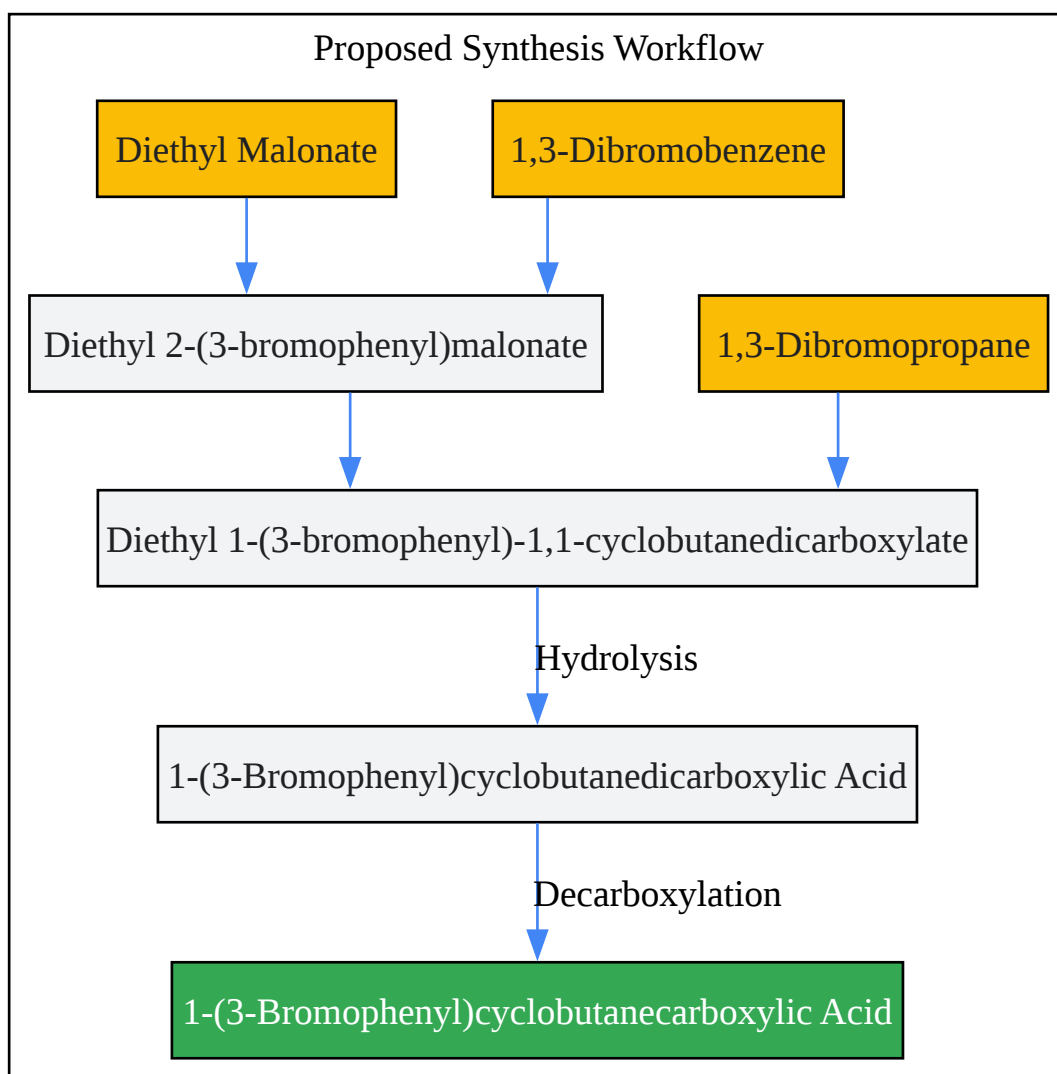 Proposed Synthesis Workflow
Diethyl Malonate
1,3-Dibromobenzene
Diethyl 2-(3-bromophenyl)malonate
1,3-Dibromopropane
Diethyl 1-(3-bromophenyl)-1,1-cyclobutanedicarboxylate
Hydrolysis
1-(3-Bromophenyl)cyclobutanedicarboxylic Acid
Decarboxylation
1-(3-Bromophenyl)cyclobutanecarboxylic Acid